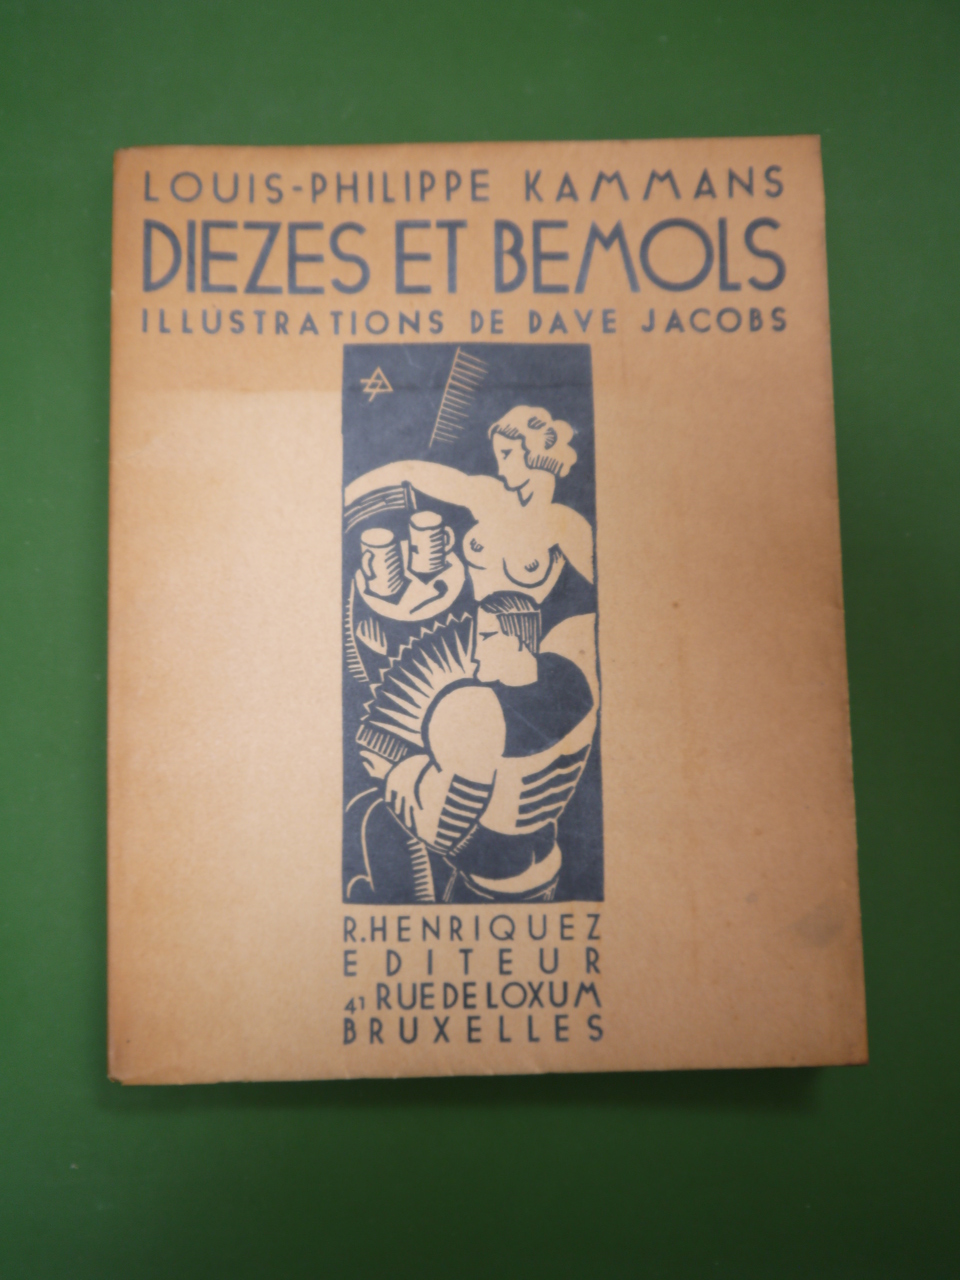 LOUIS-PHILIPPE KAMMANS
DIEZES ET BEMOLS
ILLUSTRATIONS DE DAVE JACOBS
R.HENRIQUEZ
EDITEUR
41 RUE DE LOXUM
BRUXELLES